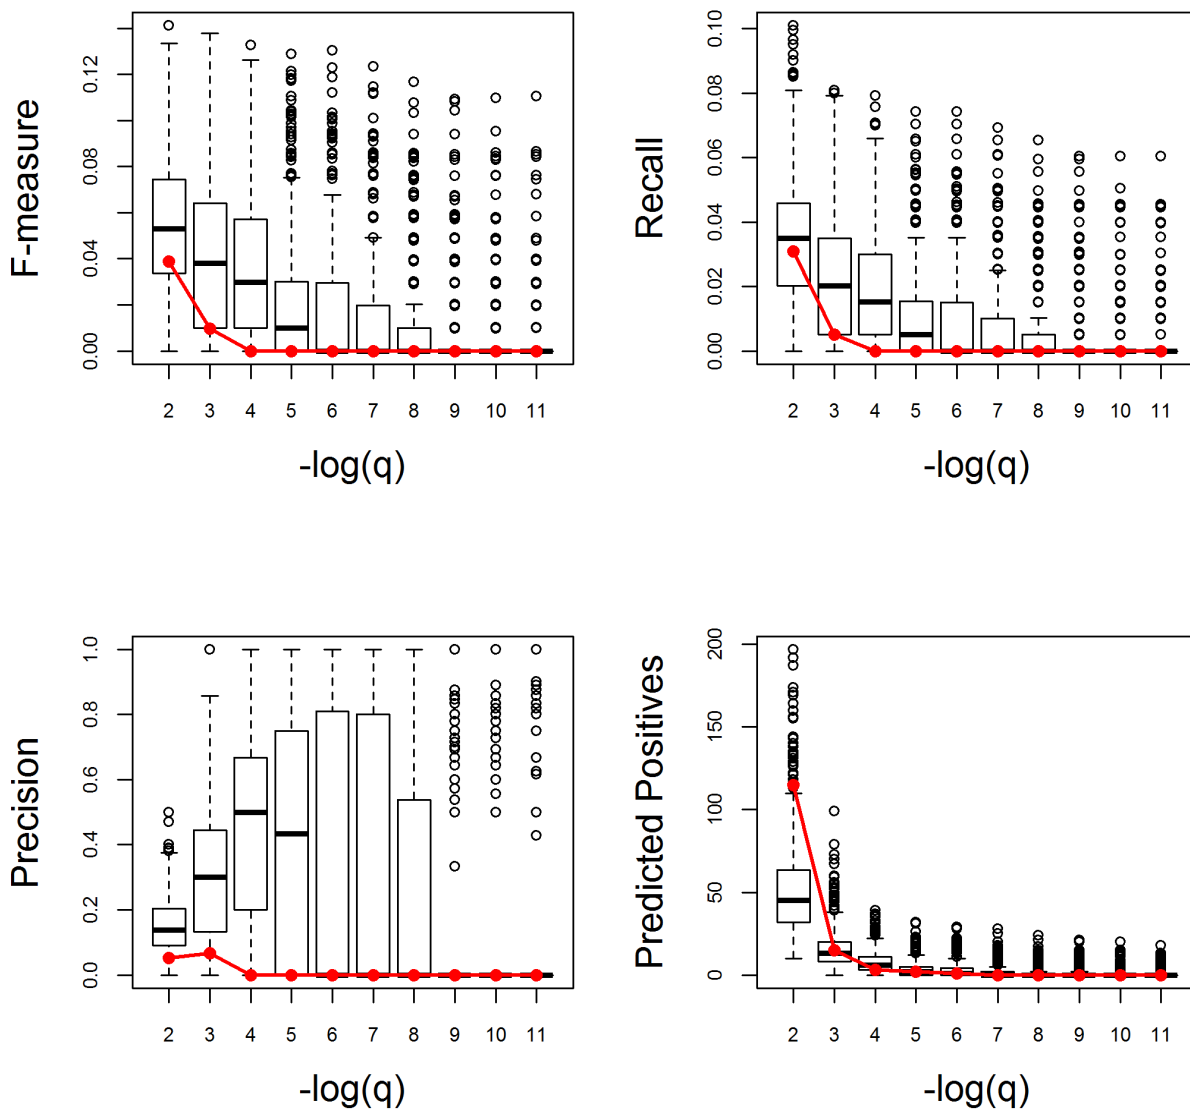 F-measure
0.00 0.04 0.08 0.12
2 3 4 5 6 7 8 9 10 11
-log(q)
Recall
0.00 0.02 0.04 0.06 0.08 0.10
2 3 4 5 6 7 8 9 10 11
-log(q)
Precision
0.0 0.2 0.4 0.6 0.8 1.0
2 3 4 5 6 7 8 9 10 11
-log(q)
Predicted Positives
0 50 100 150 200
2 3 4 5 6 7 8 9 10 11
-log(q)